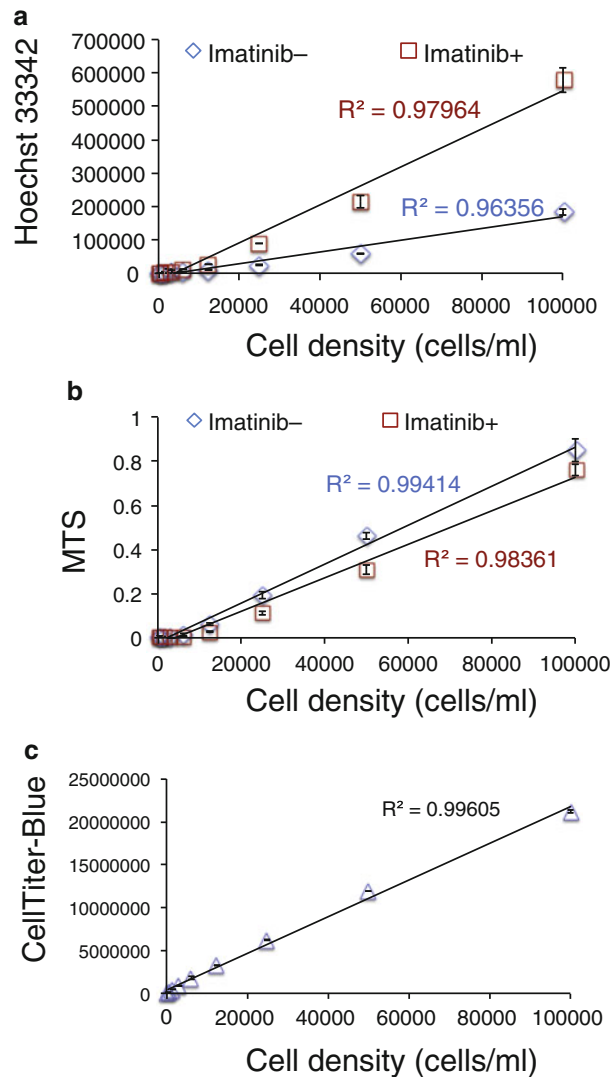 a
700000
Imatinib–
Imatinib+
600000
500000
R² = 0.97964
400000
300000
R² = 0.96356
200000
100000
0
Hoechst 33342
0 20000 40000 60000 80000 100000
Cell density (cells/ml)
b
1
Imatinib–
Imatinib+
0.8
R² = 0.99414
0.6
0.4
R² = 0.98361
0.2
0
MTS
0 20000 40000 60000 80000 100000
Cell density (cells/ml)
c
25000000
R² = 0.99605
20000000
15000000
10000000
5000000
0
CellTiter-Blue
0 20000 40000 60000 80000 100000
Cell density (cells/ml)